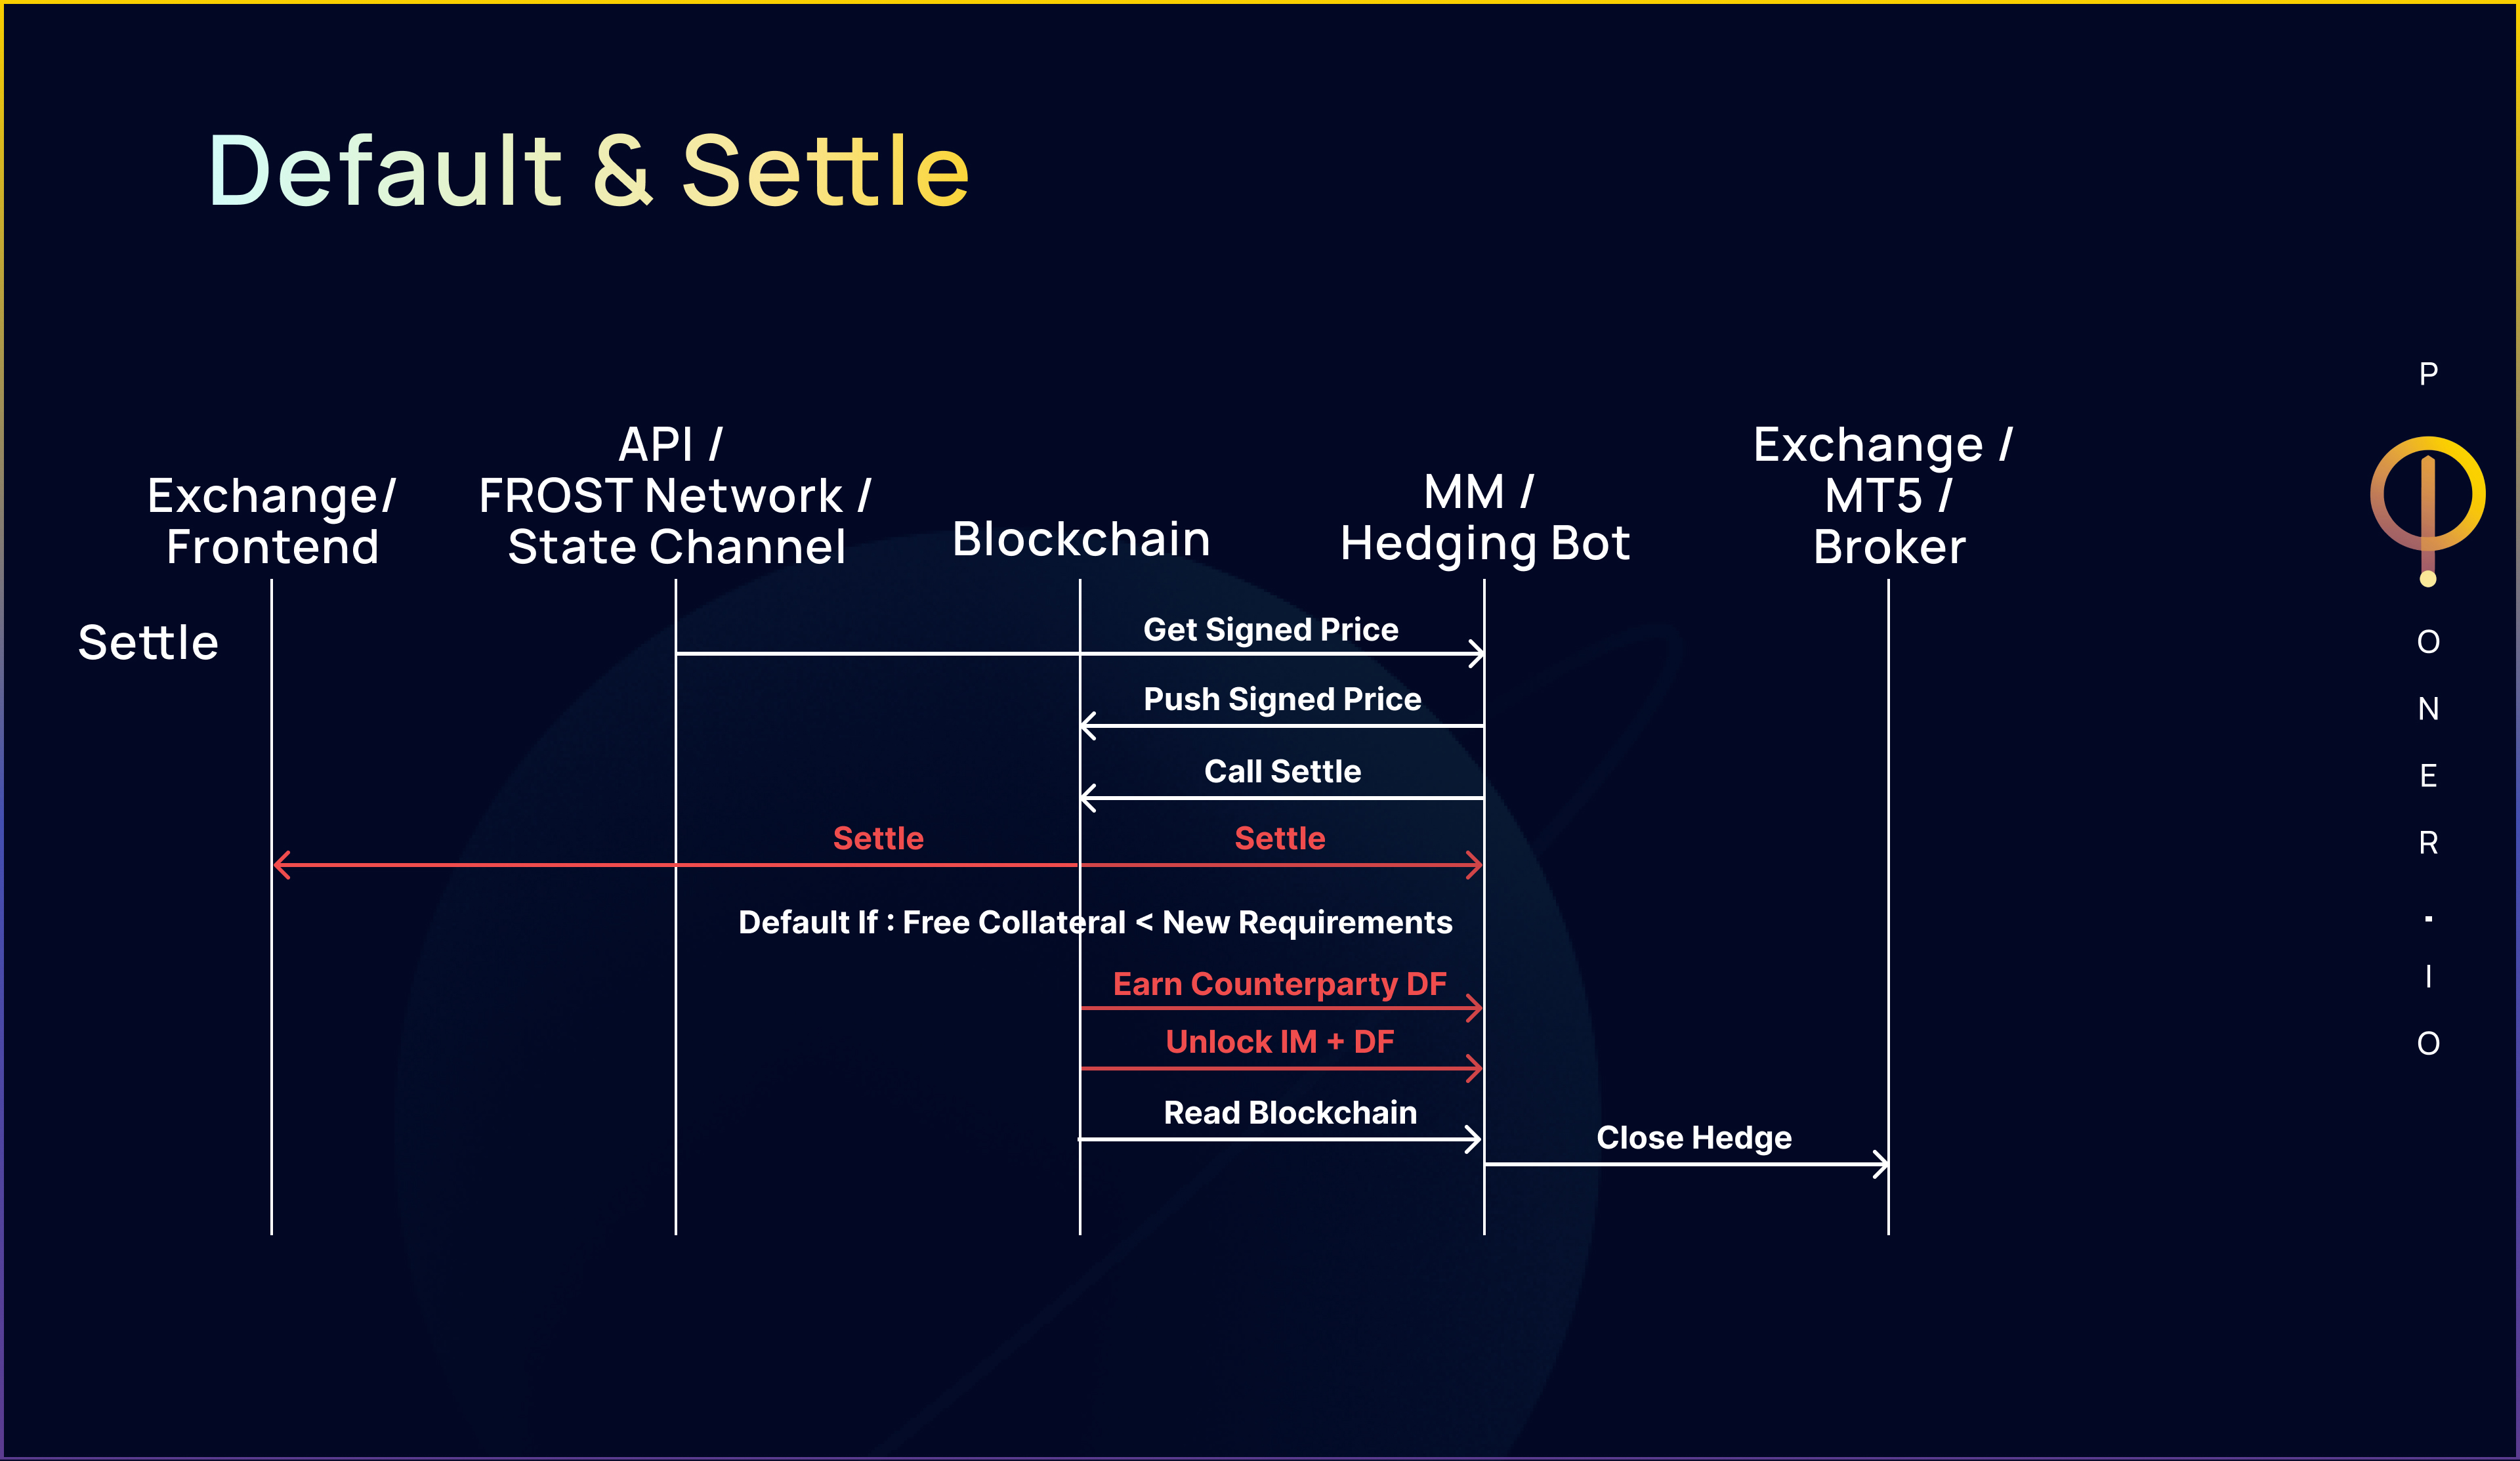 Default & Settle
Exchange/
Frontend
API /
FROST Network /
State Channel
Blockchain
MM /
Hedging Bot
Exchange /
MT5 /
Broker
Settle
Get Signed Price
Push Signed Price
Call Settle
Settle
Settle
Default If : Free Collateral < New Requirements
Earn Counterparty DF
Unlock IM + DF
Read Blockchain
Close Hedge
P
O
N
E
R
.
I
O